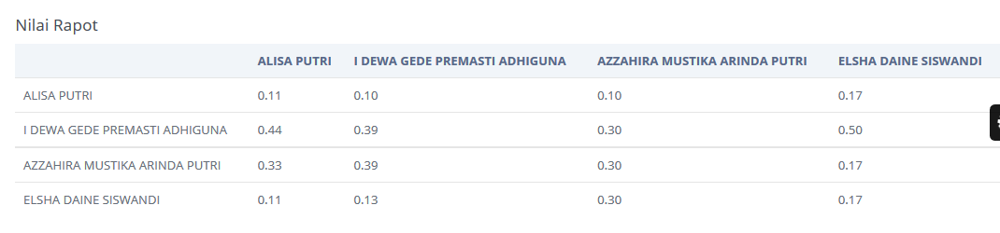 Nilai Rapot
ALISA PUTRI I DEWA GEDE PREMASTI ADHIGUNA AZZAHIRA MUSTIKA ARINDA PUTRI ELSHA DAINE SISWANDI
ALISA PUTRI 0.11 0.10 0.10 0.17
I DEWA GEDE PREMASTI ADHIGUNA 0.44 0.39 0.30 0.50
AZZAHIRA MUSTIKA ARINDA PUTRI 0.33 0.39 0.30 0.17
ELSHA DAINE SISWANDI 0.11 0.13 0.30 0.17